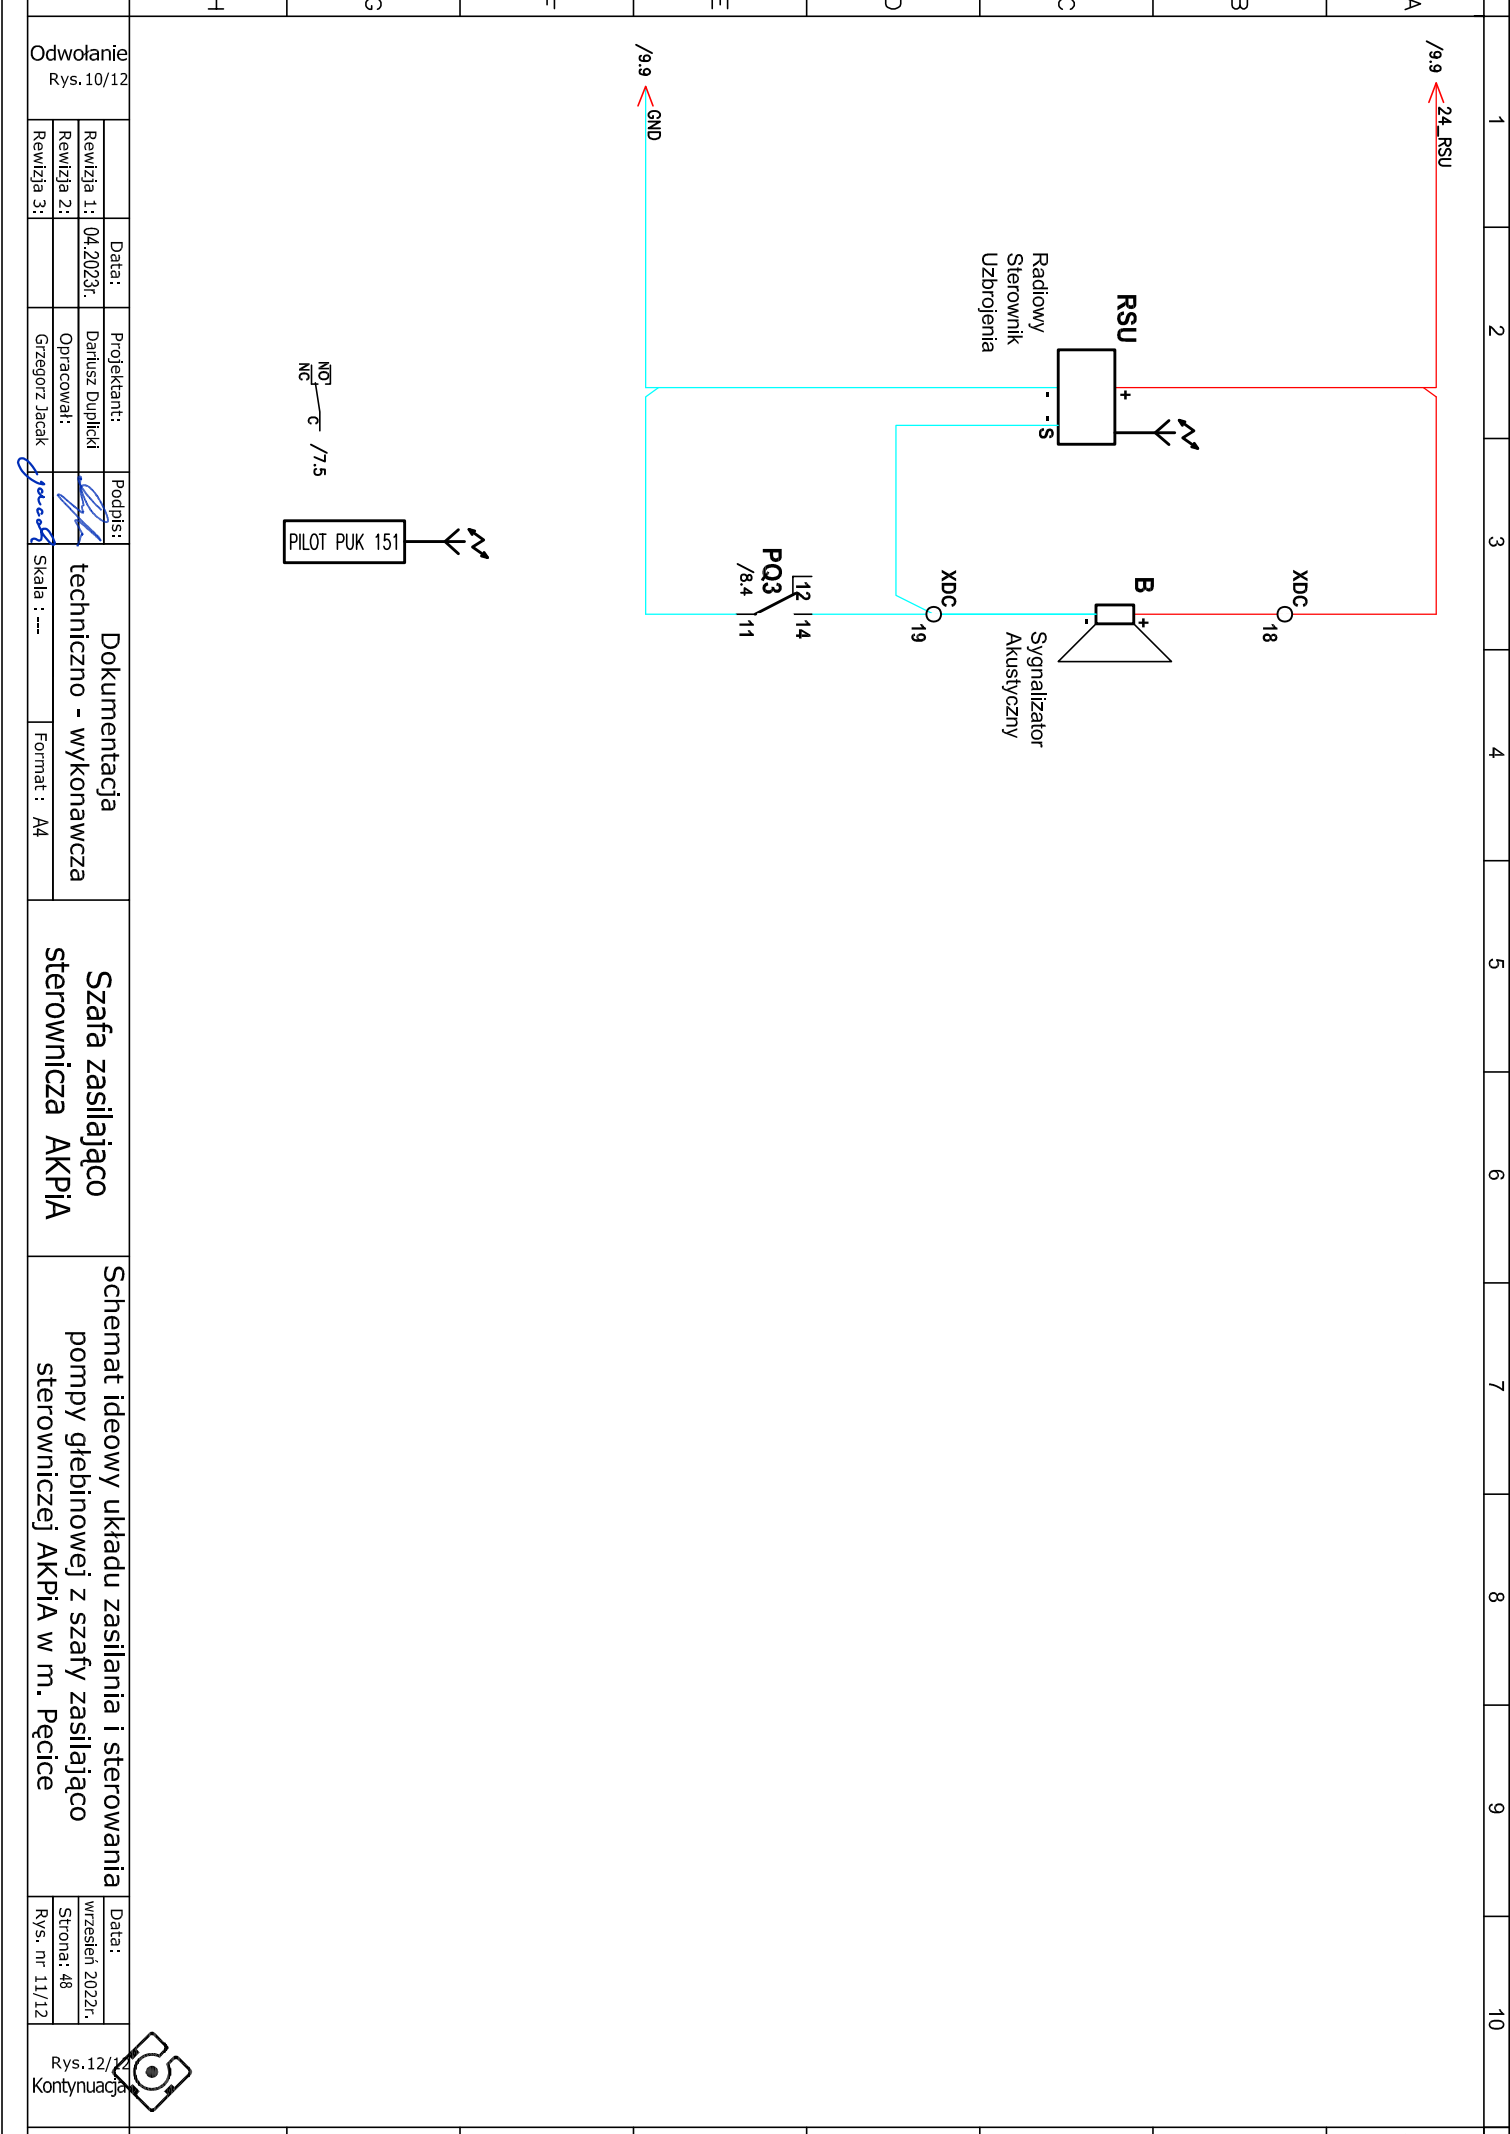 1
2
3
4
5
6
7
8
9
10
A
B
C
D
E
F
G
H
/9.9
24_RSU
/9.9
GND
RSU
Radiowy
Sterownik
Uzbrojenia
+
-
-
S
XDC
18
B
+
-
Sygnalizator
Akustyczny
XDC
19
PQ3
/8.4
12
14
11
NO
NC
C
/7.5
PILOT PUK 151
Odwołanie
Rys.10/12
Data:
Projektant:
Podpis:
Rewizja 1:
04.2023r.
Dariusz Duplicki
Rewizja 2:
Opracował:
Rewizja 3:
Grzegorz Jacak
Dokumentacja
techniczno - wykonawcza
Skala : ---
Format : A4
Szafa zasilająco
sterownicza AKPiA
Schemat ideowy układu zasilania i sterowania
pompy głebinowej z szafy zasilająco
sterowniczej AKPiA w m. Pęcice
Data:
wrzesień 2022r.
Strona: 48
Rys. nr 11/12
Rys.12/12
Kontynuacja